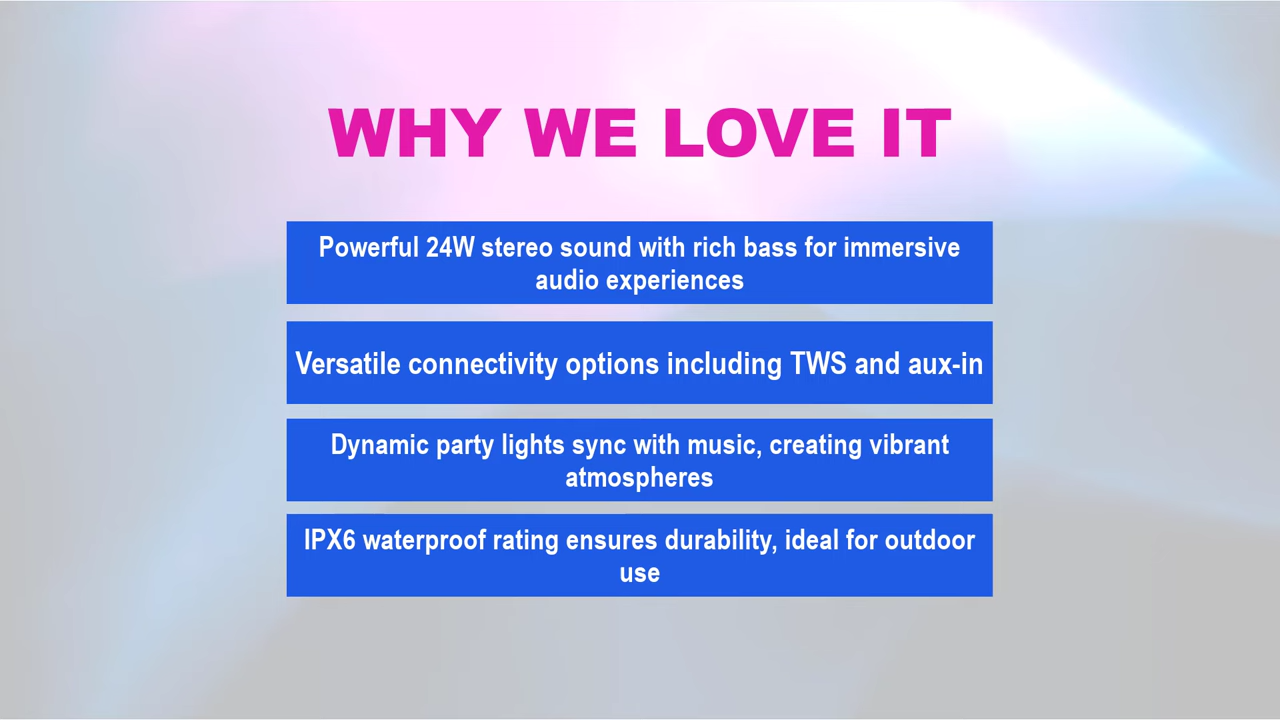 WHY WE LOVE IT
Powerful 24W stereo sound with rich bass for immersive
audio experiences
Versatile connectivity options including TWS and aux-in
Dynamic party lights sync with music, creating vibrant
atmospheres
IPX6 waterproof rating ensures durability, ideal for outdoor
use